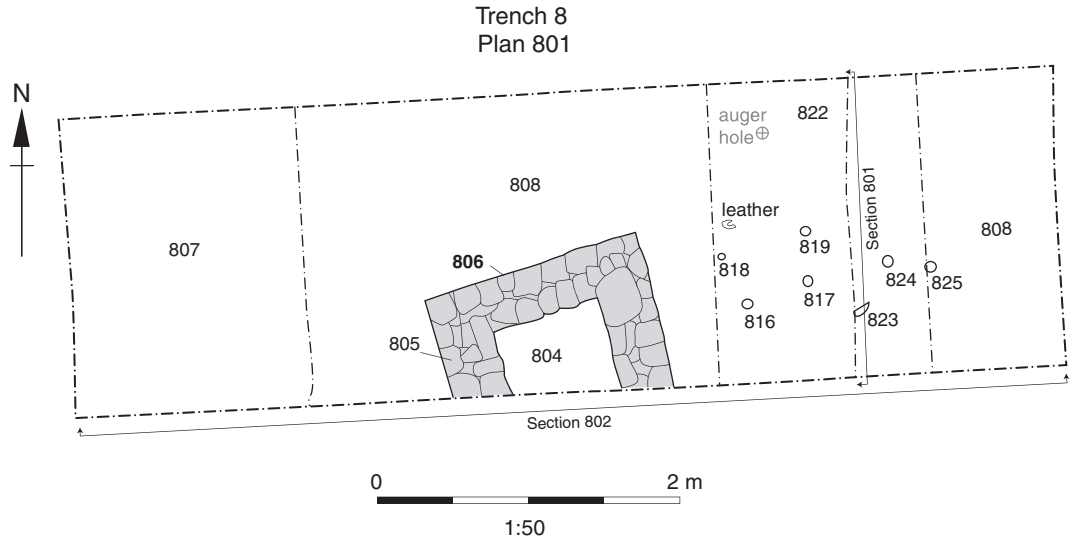 Trench 8
Plan 801
N
auger
hole
822
Section 801
808
leather
808
807
819
806
818
824
825
817
816
823
805
804
Section 802
0
2 m
1:50